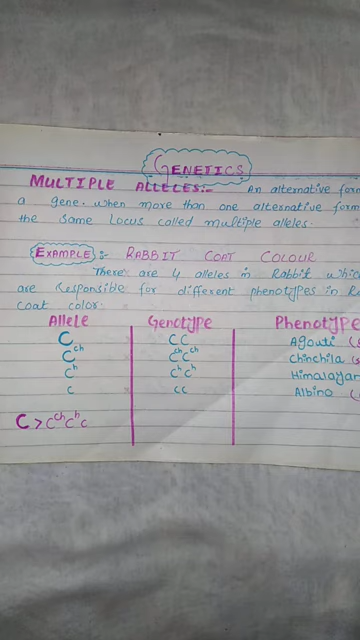 GENETICS
MULTIPLE ALLELES:- An alternative form
a gene. when more than one alternative form
the same Locus called multiple alleles.
EXAMPLE :- RABBIT COAT COLOUR
There are 4 alleles in Rabbit which
are responsible for different phenotypes in Ra
coat color.
Allele Genotype Phenotype
C CC Agouti
Cᶜʰ CᶜʰCᶜʰ Chinchila
Cʰ CʰCʰ Himalayan
c cc Albino
C > CᶜʰCʰc